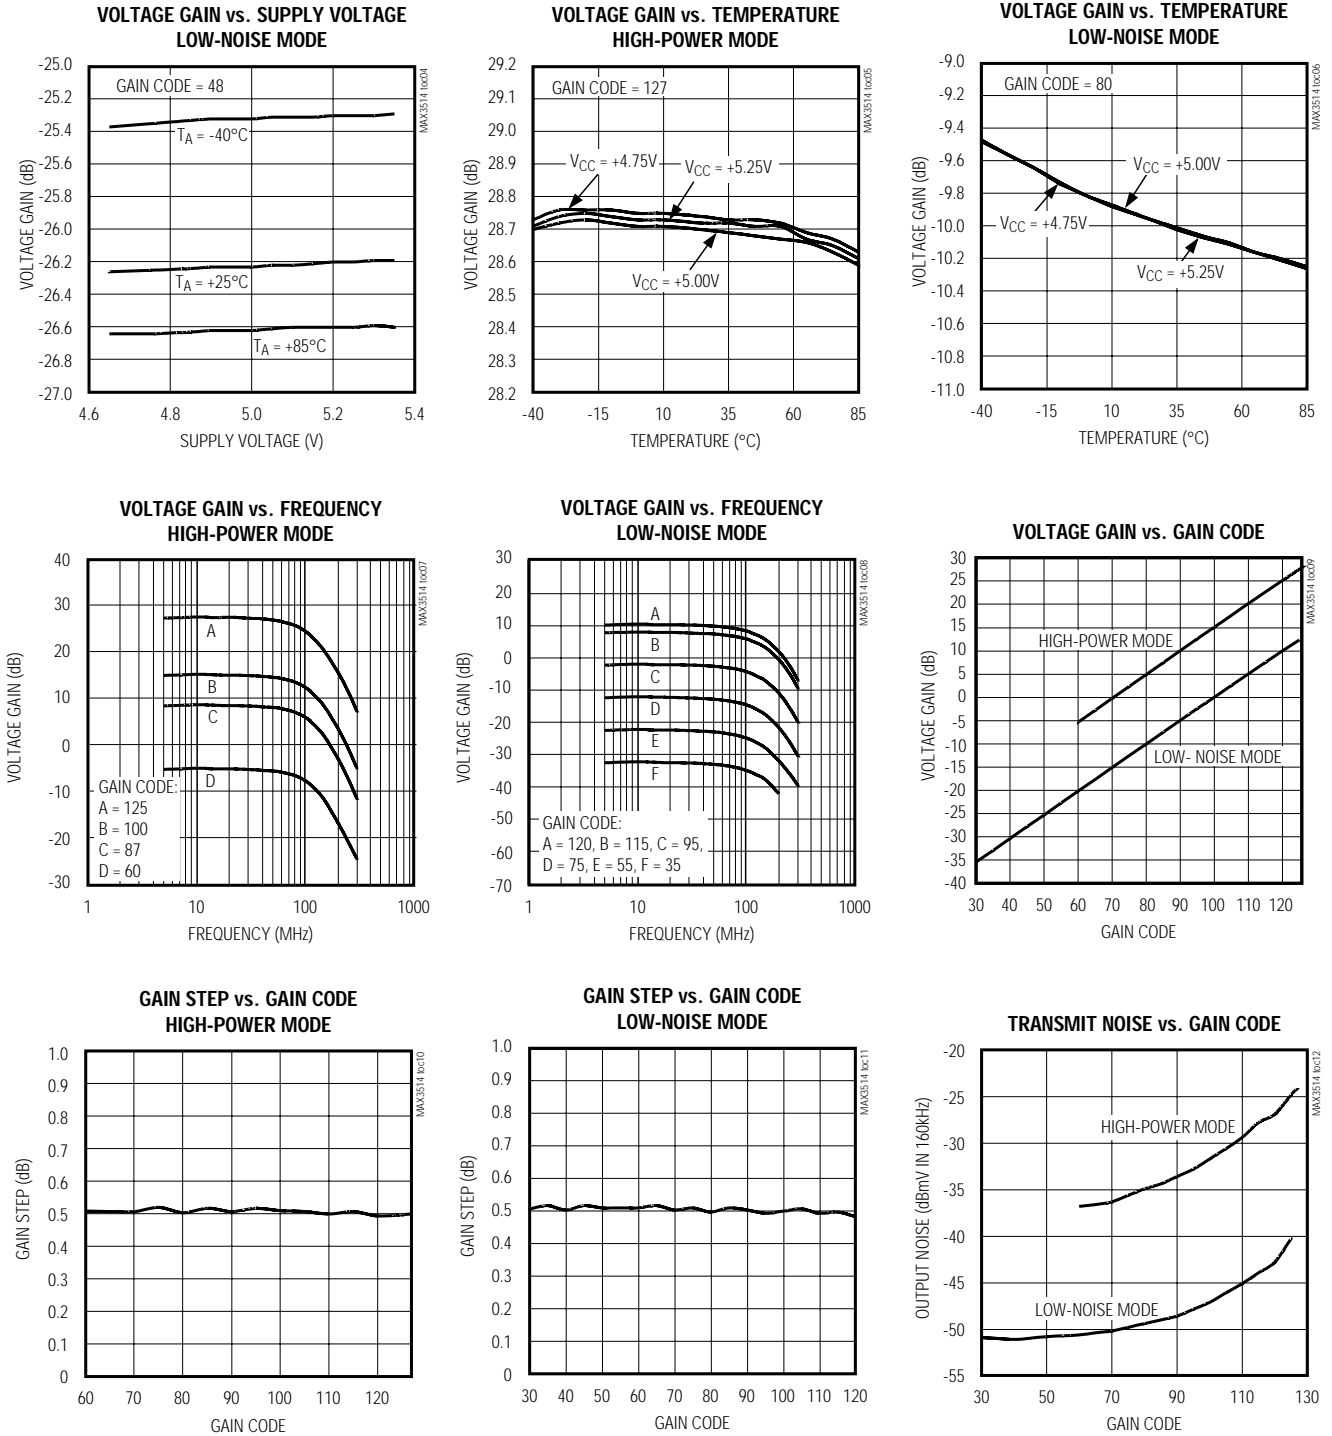 VOLTAGE GAIN vs. SUPPLY VOLTAGE
LOW-NOISE MODE
-25.0
-25.2
-25.4
-25.6
-25.8
-26.0
-26.2
-26.4
-26.6
-26.8
-27.0
VOLTAGE GAIN (dB)
GAIN CODE = 48
TA = -40°C
TA = +25°C
TA = +85°C
4.6 4.8 5.0 5.2 5.4
SUPPLY VOLTAGE (V)
MAX3514 toc04
VOLTAGE GAIN vs. TEMPERATURE
HIGH-POWER MODE
29.2
29.1
29.0
28.9
28.8
28.7
28.6
28.5
28.4
28.3
28.2
VOLTAGE GAIN (dB)
GAIN CODE = 127
VCC = +4.75V
VCC = +5.25V
VCC = +5.00V
-40 -15 10 35 60 85
TEMPERATURE (°C)
MAX3514 toc05
VOLTAGE GAIN vs. TEMPERATURE
LOW-NOISE MODE
-9.0
-9.2
-9.4
-9.6
-9.8
-10.0
-10.2
-10.4
-10.6
-10.8
-11.0
VOLTAGE GAIN (dB)
GAIN CODE = 80
VCC = +5.00V
VCC = +4.75V
VCC = +5.25V
-40 -15 10 35 60 85
TEMPERATURE (°C)
MAX3514 toc06
VOLTAGE GAIN vs. FREQUENCY
HIGH-POWER MODE
40
30
20
10
0
-10
-20
-30
VOLTAGE GAIN (dB)
A
B
C
D
GAIN CODE:
A = 125
B = 100
C = 87
D = 60
1 10 100 1000
FREQUENCY (MHz)
MAX3514 toc07
VOLTAGE GAIN vs. FREQUENCY
LOW-NOISE MODE
30
20
10
0
-10
-20
-30
-40
-50
-60
-70
VOLTAGE GAIN (dB)
A
B
C
D
E
F
GAIN CODE:
A = 120, B = 115, C = 95,
D = 75, E = 55, F = 35
1 10 100 1000
FREQUENCY (MHz)
MAX3514 toc08
VOLTAGE GAIN vs. GAIN CODE
30
25
20
15
10
5
0
-5
-10
-15
-20
-25
-30
-35
-40
VOLTAGE GAIN (dB)
HIGH-POWER MODE
LOW- NOISE MODE
30 40 50 60 70 80 90 100 110 120
GAIN CODE
MAX3514 toc09
GAIN STEP vs. GAIN CODE
HIGH-POWER MODE
1.0
0.9
0.8
0.7
0.6
0.5
0.4
0.3
0.2
0.1
0
GAIN STEP (dB)
60 70 80 90 100 110 120
GAIN CODE
MAX3514 toc10
GAIN STEP vs. GAIN CODE
LOW-NOISE MODE
1.0
0.9
0.8
0.7
0.6
0.5
0.4
0.3
0.2
0.1
0
GAIN STEP (dB)
30 40 50 60 70 80 90 100 110 120
GAIN CODE
MAX3514 toc11
TRANSMIT NOISE vs. GAIN CODE
-20
-25
-30
-35
-40
-45
-50
-55
OUTPUT NOISE (dBmV IN 160kHz)
HIGH-POWER MODE
LOW-NOISE MODE
30 50 70 90 110 130
GAIN CODE
MAX3514 toc12